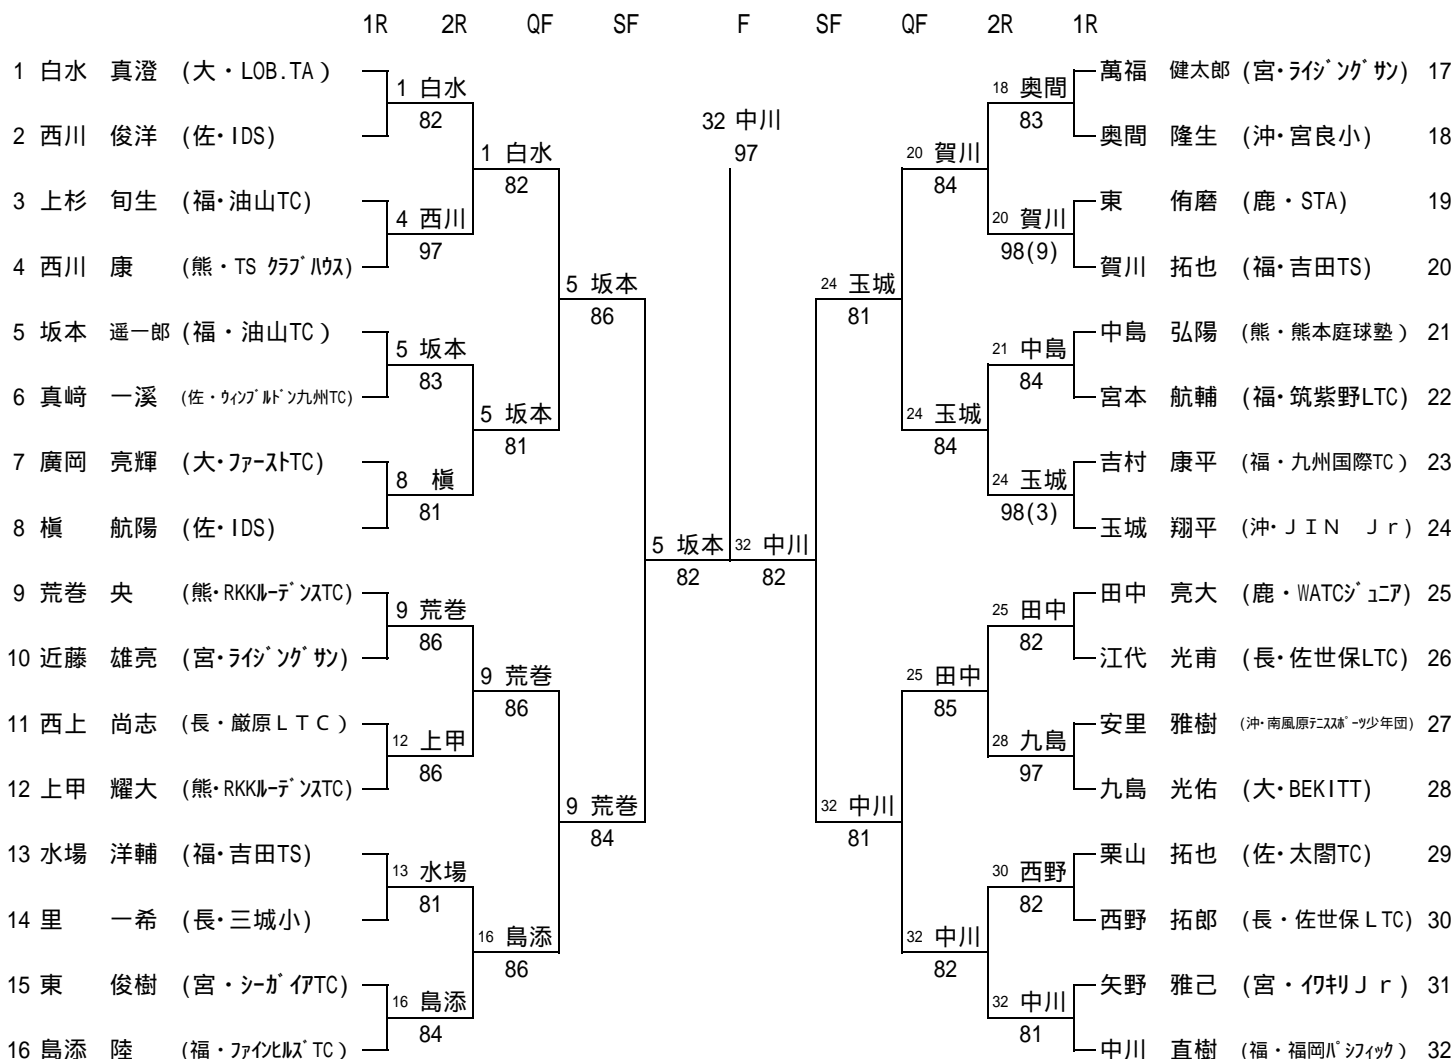 1R 2R QF SF F SF QF 2R 1R
1 白水 真澄 (大・LOB.TA)
2 西川 俊洋 (佐・IDS)
3 上杉 旬生 (福・油山TC)
4 西川 康 (熊・TS クラブハウス)
5 坂本 遥一郎 (福・油山TC)
6 真﨑 一溪 (佐・ウィンブルドン九州TC)
7 廣岡 亮輝 (大・ファーストTC)
8 槇 航陽 (佐・IDS)
9 荒巻 央 (熊・RKKルーデンスTC)
10 近藤 雄亮 (宮・ライジングサン)
11 西上 尚志 (長・厳原LTC)
12 上甲 耀大 (熊・RKKルーデンスTC)
13 水場 洋輔 (福・吉田TS)
14 里 一希 (長・三城小)
15 東 俊樹 (宮・シーガイアTC)
16 島添 陸 (福・ファインヒルズTC)
1 白水
82
4 西川
97
5 坂本
83
8 槇
81
9 荒巻
86
12 上甲
86
13 水場
81
16 島添
84
1 白水
82
5 坂本
81
9 荒巻
86
16 島添
86
5 坂本
86
9 荒巻
84
5 坂本
82
32 中川
97
32 中川
82
24 玉城
81
32 中川
81
20 賀川
84
24 玉城
84
25 田中
85
32 中川
82
18 奥間
83
20 賀川
98(9)
21 中島
84
24 玉城
98(3)
25 田中
82
28 九島
97
30 西野
82
32 中川
81
萬福 健太郎 (宮・ライジングサン) 17
奥間 隆生 (沖・宮良小) 18
東 侑磨 (鹿・STA) 19
賀川 拓也 (福・吉田TS) 20
中島 弘陽 (熊・熊本庭球塾) 21
宮本 航輔 (福・筑紫野LTC) 22
吉村 康平 (福・九州国際TC) 23
玉城 翔平 (沖・JIN Jr) 24
田中 亮大 (鹿・WATCジュニア) 25
江代 光甫 (長・佐世保LTC) 26
安里 雅樹 (沖・南風原テニススポーツ少年団) 27
九島 光佑 (大・BEKITT) 28
栗山 拓也 (佐・太閤TC) 29
西野 拓郎 (長・佐世保LTC) 30
矢野 雅己 (宮・イワキリJr) 31
中川 直樹 (福・福岡パシフィック) 32